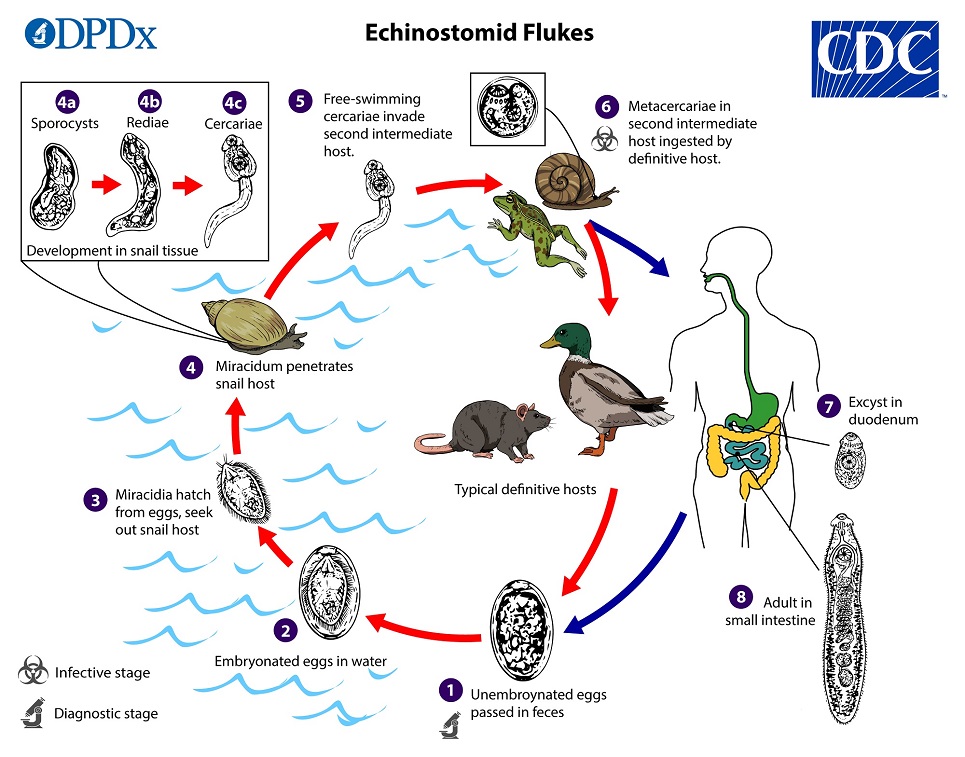 DPDx
Echinostomid Flukes
CDC
TM
4a
4b
4c
Sporocysts
Rediae
Cercariae
Development in snail tissue
5
Free-swimming
cercariae invade
second intermediate
host.
6
Metacercariae in
second intermediate
host ingested by
definitive host.
4
Miracidum penetrates
snail host
7
Excyst in
duodenum
Typical definitive hosts
3
Miracidia hatch
from eggs, seek
out snail host
8
Adult in
small intestine
2
Embryonated eggs in water
1
Unembroynated eggs
passed in feces
Infective stage
Diagnostic stage